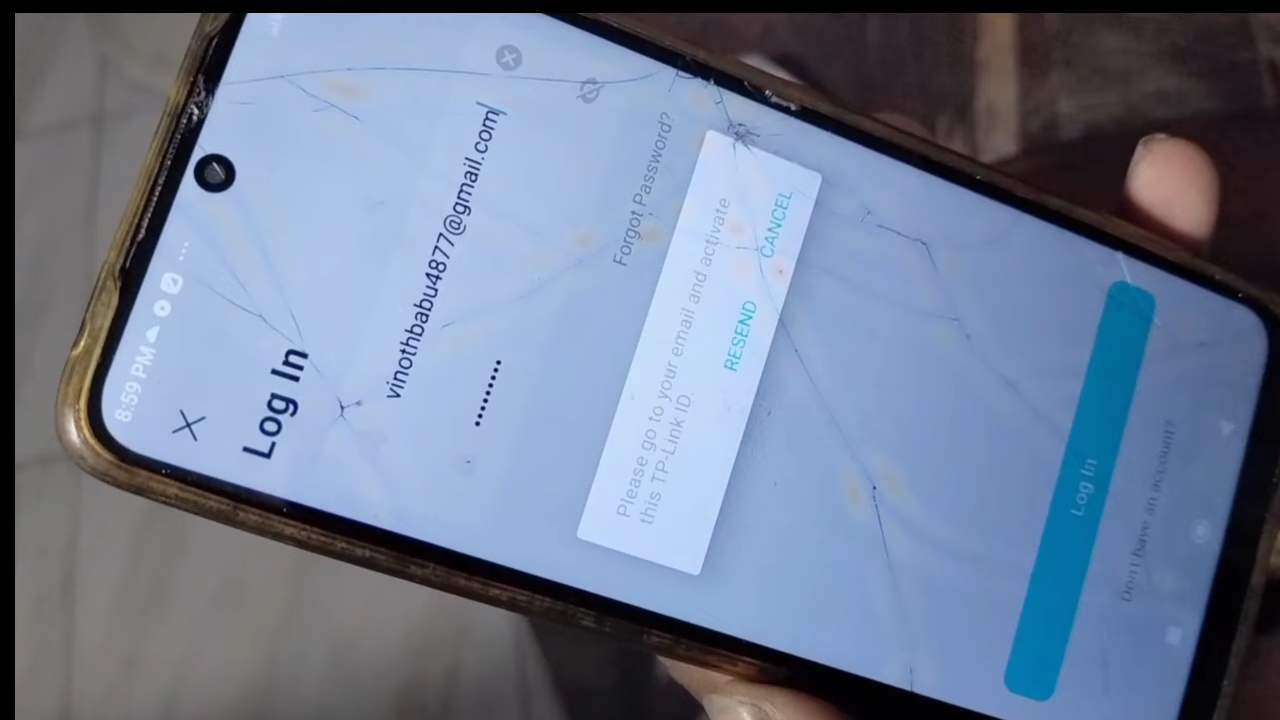 8:59 PM
Log In
vinothbabu4877@gmail.com
•••••••••
Forgot Password?
Please go to your email and activate
this TP-Link ID.
RESEND
CANCEL
Log In
Don't have an account?